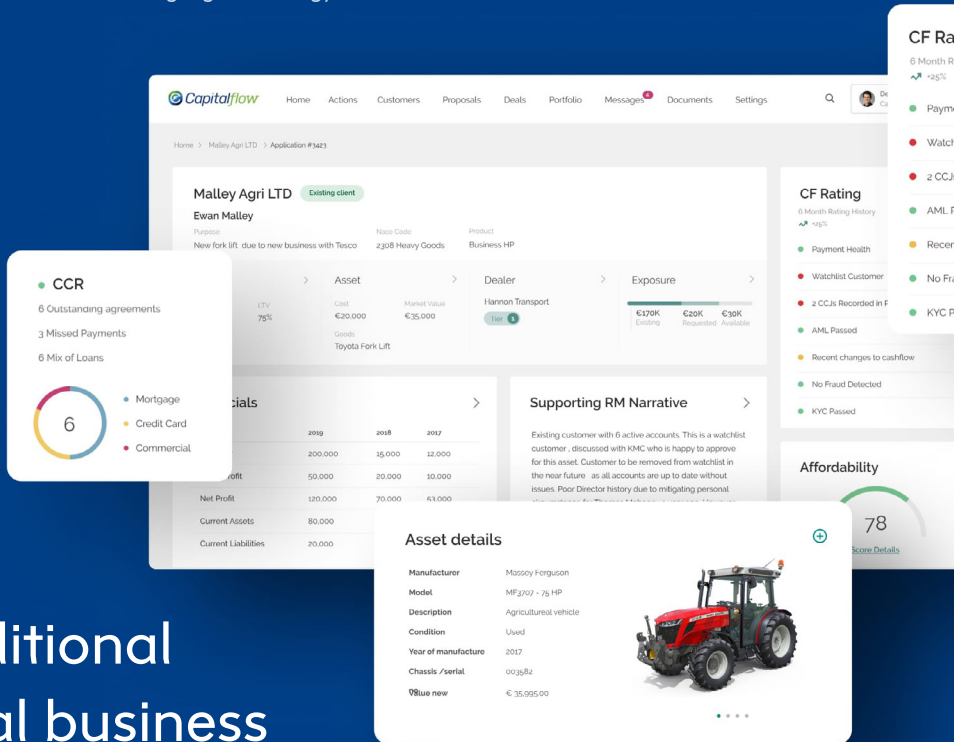 Capitalflow
Home Actions Customers Proposals Deals Portfolio Messages 4 Documents Settings
Home > Malley Agri LTD > Application #3423
Malley Agri LTD Existing client
Ewan Malley
Purpose Nace Code Product
New fork lift due to new business with Tesco 2308 Heavy Goods Business HP
LTV
75%
Asset
Cost Market Value
€20,000 €35,000
Goods
Toyota Fork Lift
Dealer
Hannon Transport
Tier 1
Exposure
€170K €20K €30K
Existing Requested Available
CF Rating
6 Month Rating History
+25%
Payment Health
Watchlist Customer
2 CCJs Recorded in
AML Passed
Recent changes to cashflow
No Fraud Detected
KYC Passed
CF Ra
6 Month R
+25%
Paym
Watch
2 CCJs
AML P
Recen
No Fra
KYC P
CCR
6 Outstanding agreements
3 Missed Payments
6 Mix of Loans
6
Mortgage
Credit Card
Commercial
cials
2019 2018 2017
200,000 15,000 12,000
rofit 50,000 20,000 10,000
Net Profit 120,000 70,000 53,000
Current Assets 80,000
Current Liabilities 20,000
Supporting RM Narrative
Existing customer with 6 active accounts. This is a watchlist
customer , discussed with KMC who is happy to approve
for this asset. Customer to be removed from watchlist in
the near future as all accounts are up to date without
issues. Poor Director history due to mitigating personal
Affordability
78
Score Details
Asset details
Manufacturer Massey Ferguson
Model MF3707 - 75 HP
Description Agricultureal vehicle
Condition Used
Year of manufacture 2017
Chassis /serial 003582
Value new € 35,995.00
ditional
al business